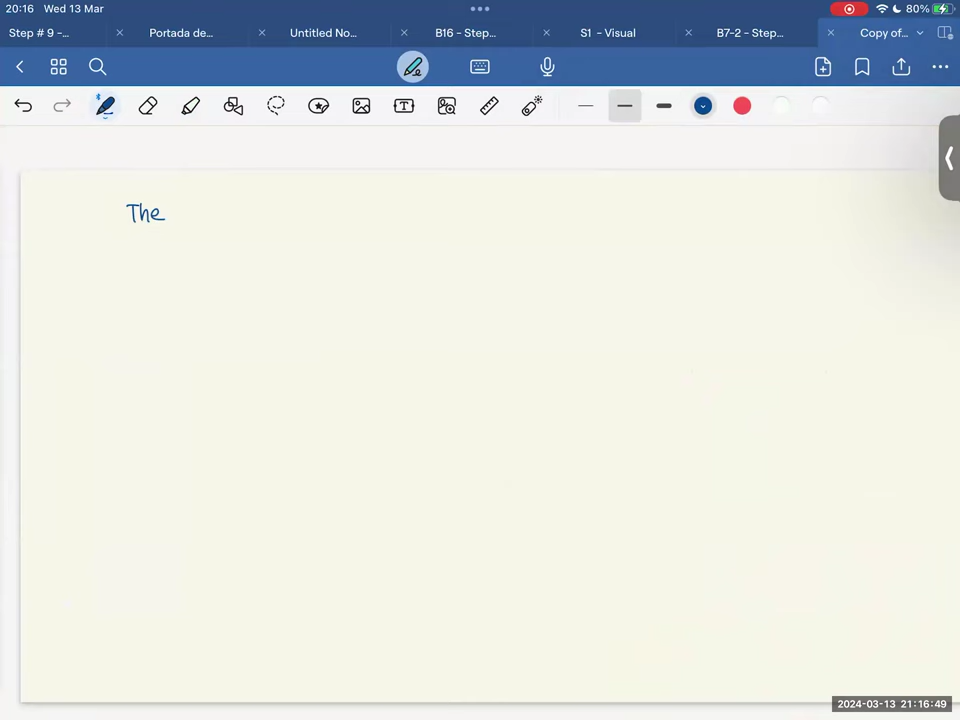 20:16 Wed 13 Mar 80%
Step # 9 –... Portada de... Untitled No... B16 - Step... S1 - Visual B7-2 - Step... Copy of...
The
2024-03-13 21:16:49